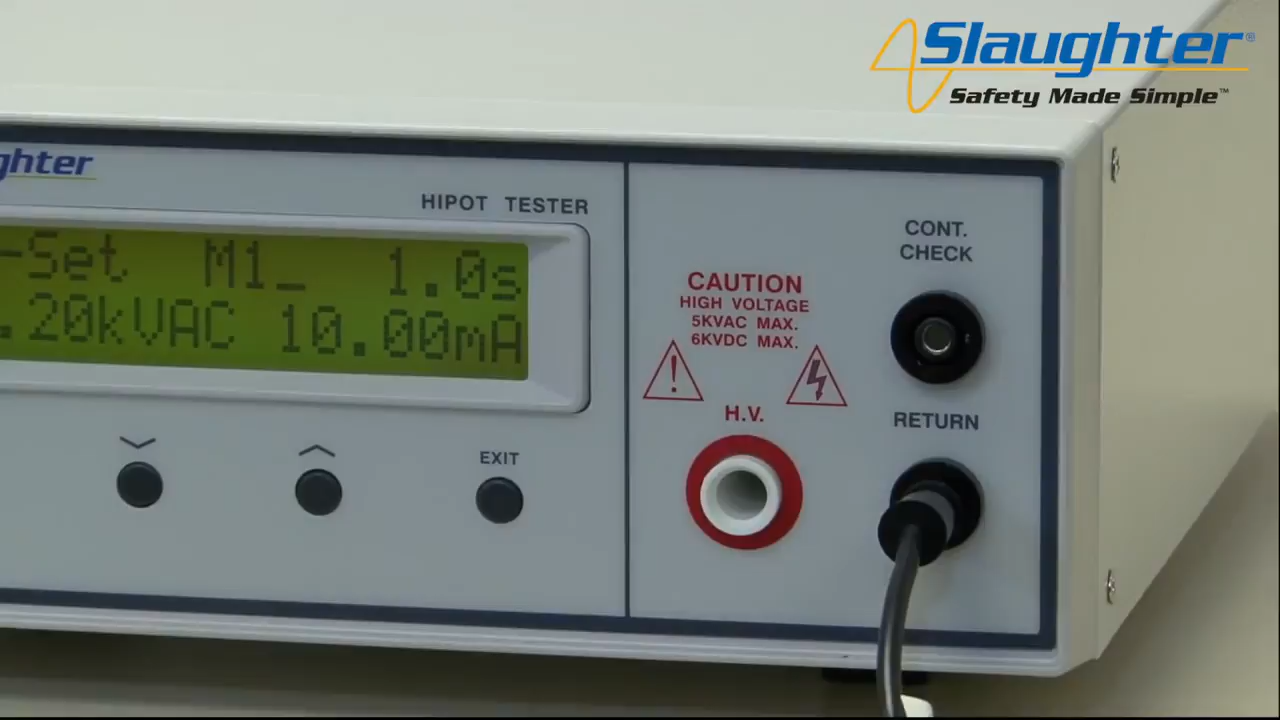 Slaughter®
Safety Made Simple™
ghter
HIPOT TESTER
-Set M1_ 1.0s
.20kVAC 10.00mA
EXIT
CAUTION
HIGH VOLTAGE
5KVAC MAX.
6KVDC MAX.
H.V.
CONT.
CHECK
RETURN